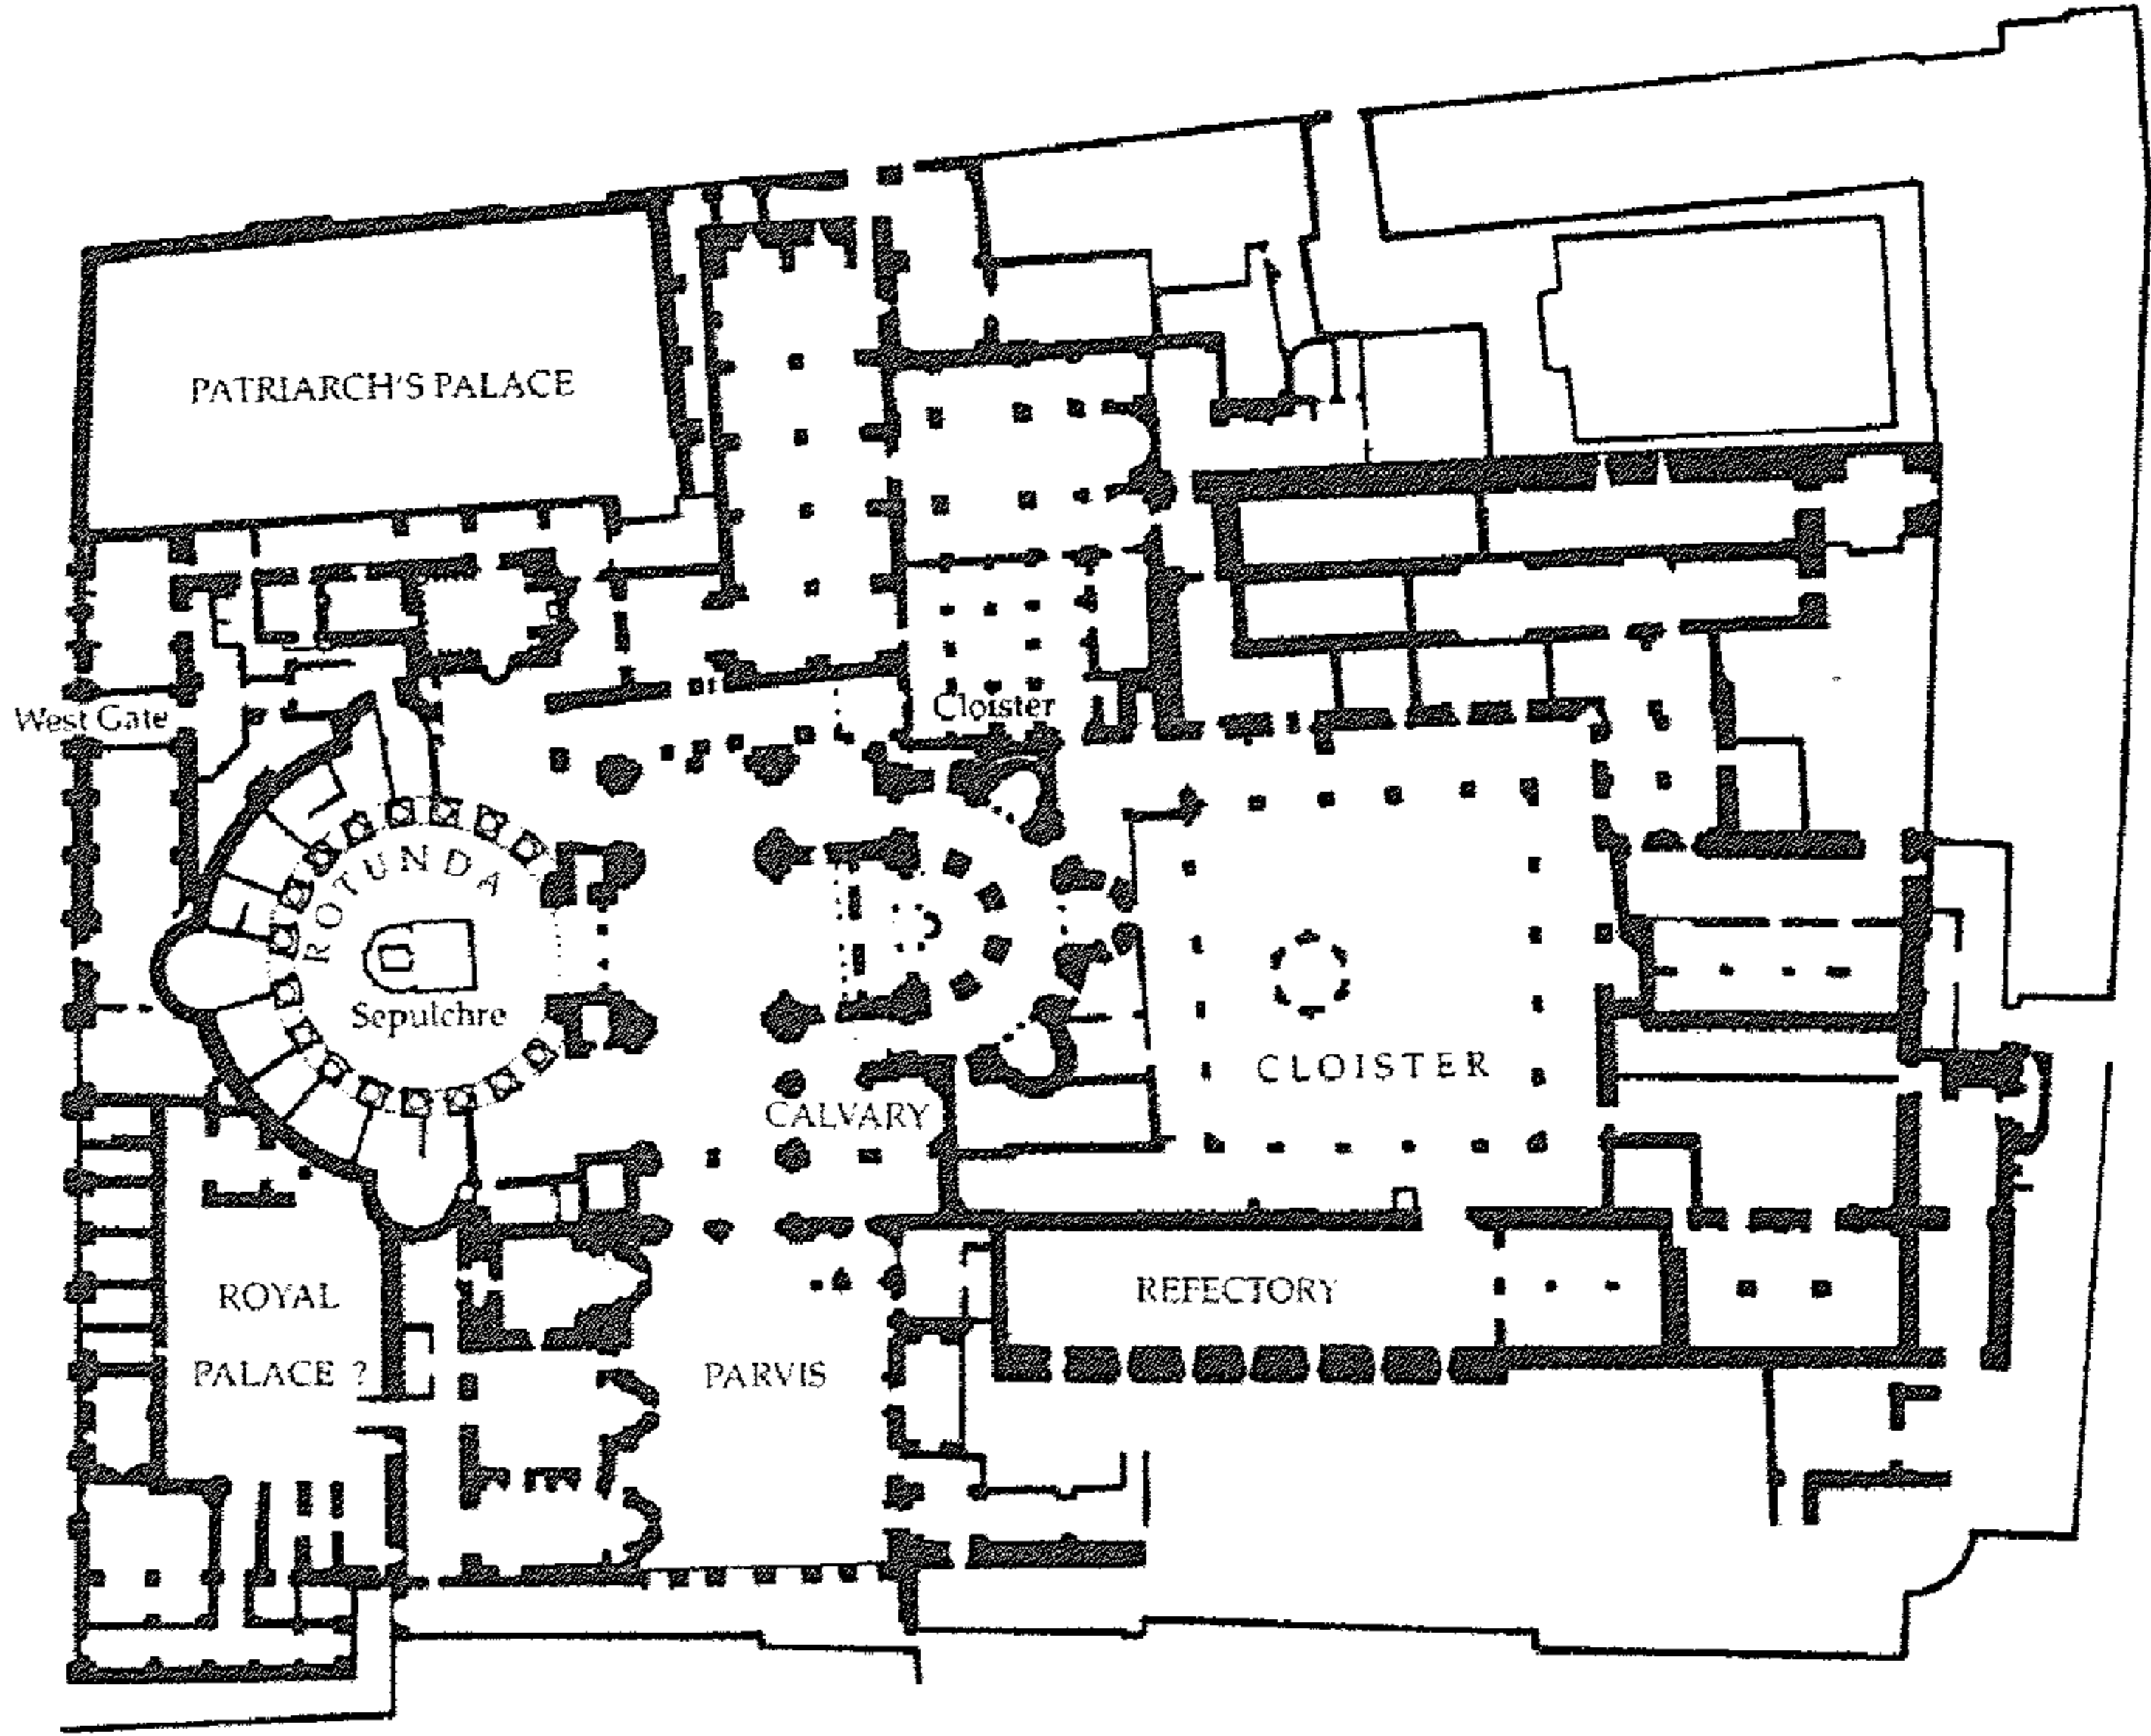 PATRIARCH'S PALACE
West Gate
Cloister
ROTUNDA
Sepulchre
CLOISTER
CALVARY
ROYAL
PALACE ?
REFECTORY
PARVIS